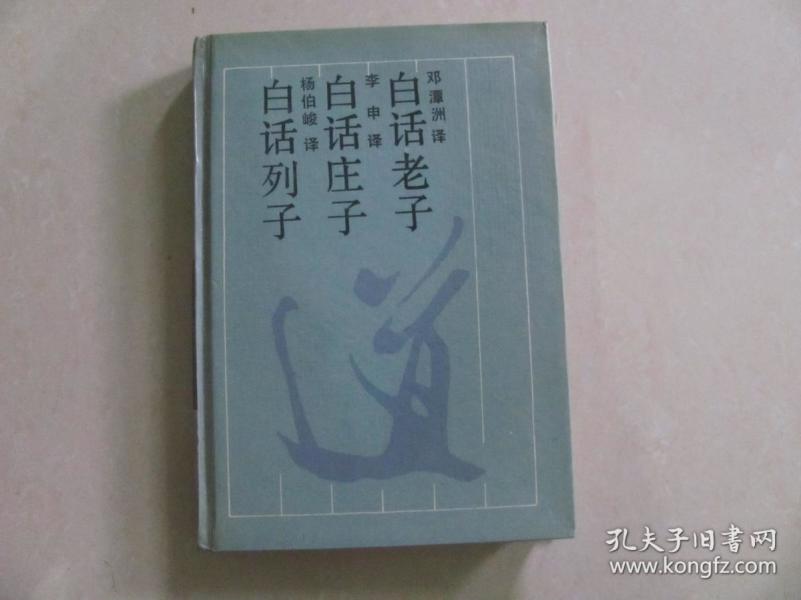 邓潭洲 译
白话老子
李申 译
白话庄子
杨伯峻 译
白话列子
道
孔夫子旧书网
www.kongfz.com